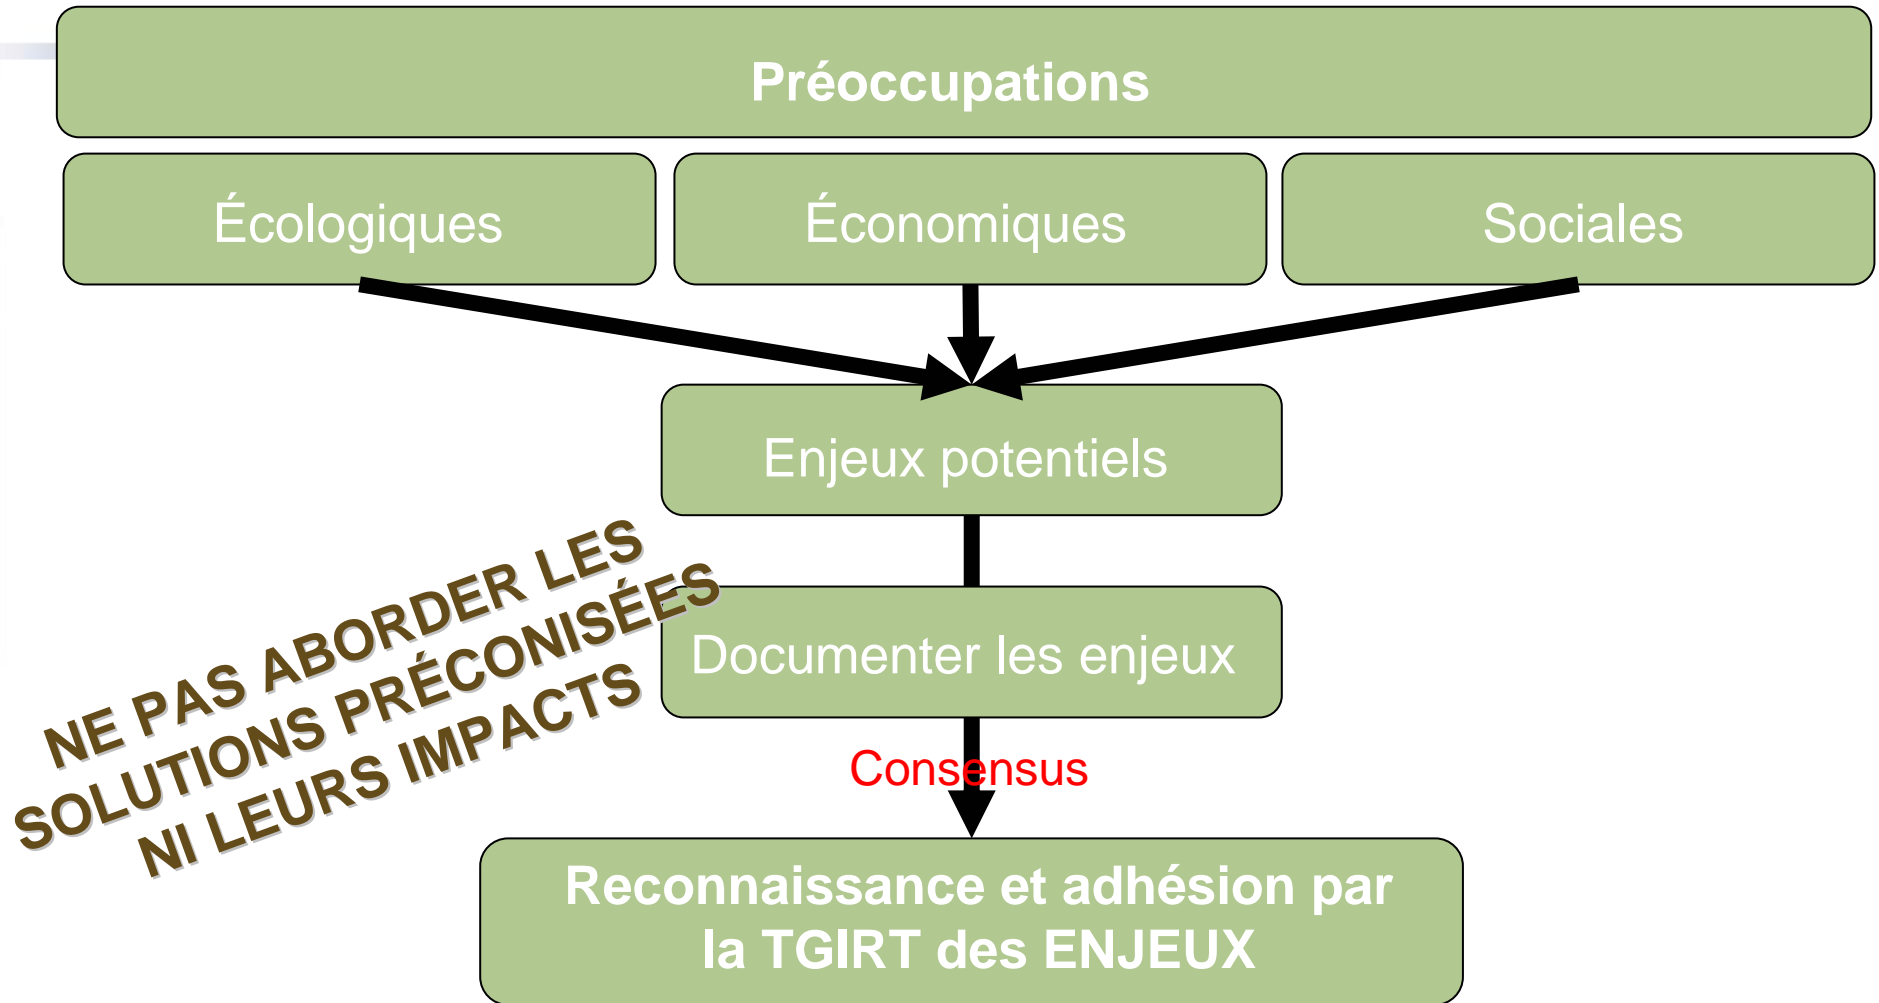 Préoccupations
Écologiques
Économiques
Sociales
Enjeux potentiels
NE PAS ABORDER LES
SOLUTIONS PRÉCONISÉES
NI LEURS IMPACTS
Documenter les enjeux
Consensus
Reconnaissance et adhésion par
la TGIRT des ENJEUX